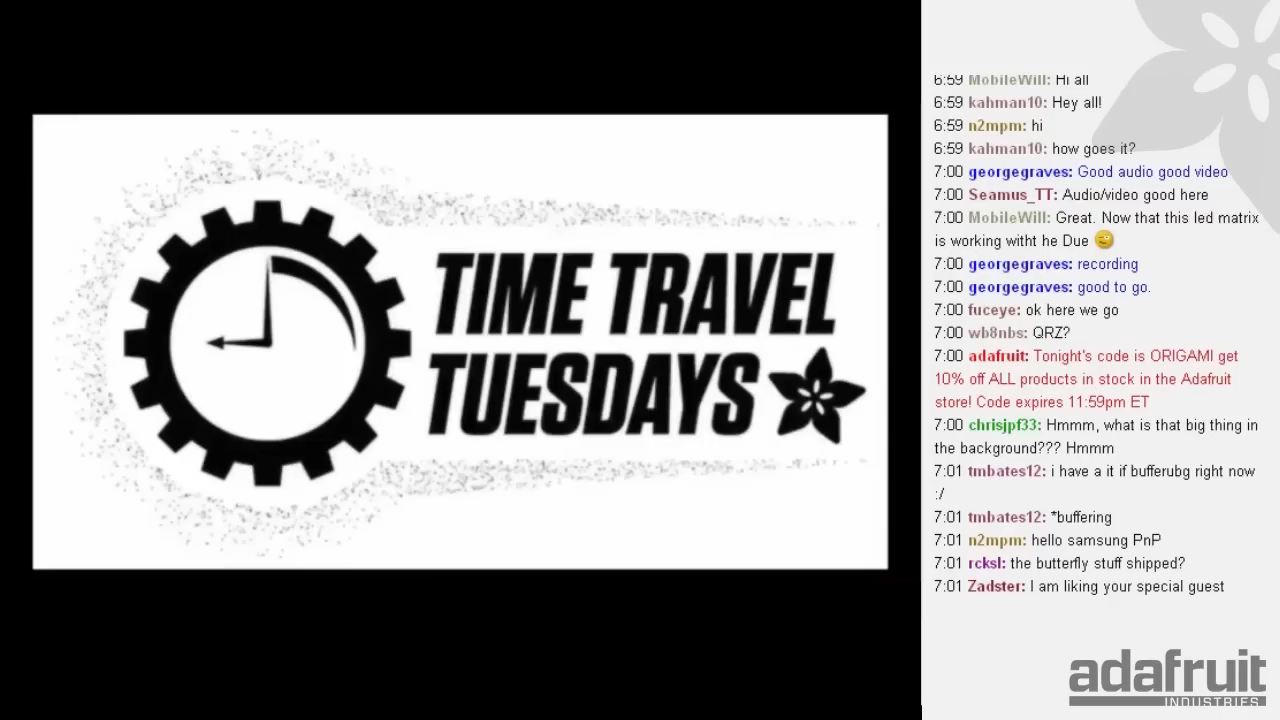 TIME TRAVEL
TUESDAYS
6:59 MobileWill: Hi all
6:59 kahman10: Hey all!
6:59 n2mpm: hi
6:59 kahman10: how goes it?
7:00 georgegraves: Good audio good video
7:00 Seamus_TT: Audio/video good here
7:00 MobileWill: Great. Now that this led matrix
is working witht he Due
7:00 georgegraves: recording
7:00 georgegraves: good to go.
7:00 fuceye: ok here we go
7:00 wb8nbs: QRZ?
7:00 adafruit: Tonight's code is ORIGAMI get
10% off ALL products in stock in the Adafruit
store! Code expires 11:59pm ET
7:00 chrisjpf33: Hmmm, what is that big thing in
the background??? Hmmm
7:01 tmbates12: i have a it if bufferubg right now
:/
7:01 tmbates12: *buffering
7:01 n2mpm: hello samsung PnP
7:01 rcksl: the butterfly stuff shipped?
7:01 Zadster: I am liking your special guest
adafruit
INDUSTRIES